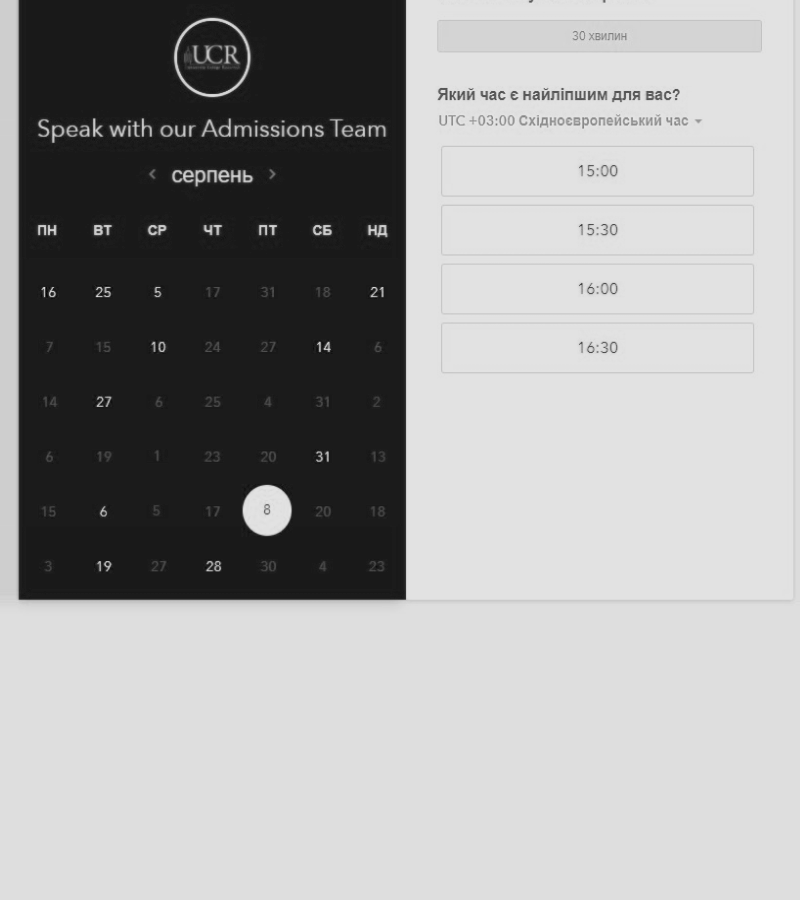 UCR
Speak with our Admissions Team
серпень
ПН ВТ СР ЧТ ПТ СБ НД
16 25 5 17 31 18 21
7 15 10 24 27 14 6
14 27 6 25 4 31 2
6 19 1 23 20 31 13
15 6 5 17 8 20 18
3 19 27 28 30 4 23
30 хвилин
Який час є найліпшим для вас?
UTC +03:00 Східноєвропейський час
15:00
15:30
16:00
16:30